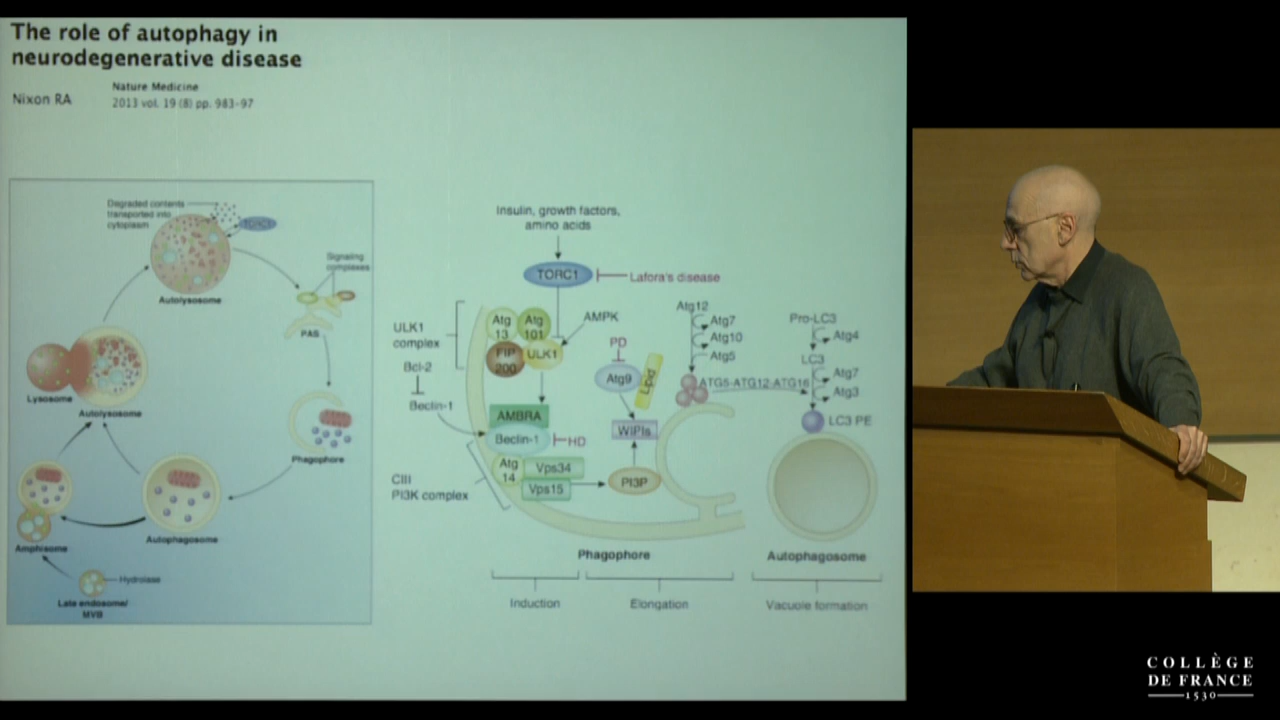 The role of autophagy in
neurodegenerative disease
Nixon RA
Nature Medicine
2013 vol. 19 (8) pp. 983-97
Degraded contents
transported into
cytoplasm
TORC1
Signaling
complexes
Autolysosome
PAS
Lysosome
Autolysosome
Phagophore
Amphisome
Autophagosome
Hydrolase
Late endosome/
MVB
Insulin, growth factors,
amino acids
TORC1
Lafora's disease
ULK1
complex
Atg
13
Atg
101
AMPK
FIP
200
ULK1
Bcl-2
Beclin-1
AMBRA
Beclin-1
HD
Atg
14
Vps34
Vps15
CIII
PI3K complex
PD
Atg9
Lipid
WIPIs
PI3P
Atg12
Atg7
Atg10
Atg5
ATG5-ATG12-ATG16
Pro-LC3
Atg4
LC3
Atg7
Atg3
LC3 PE
Phagophore
Autophagosome
Induction
Elongation
Vacuole formation
COLLÈGE
DE FRANCE
1530